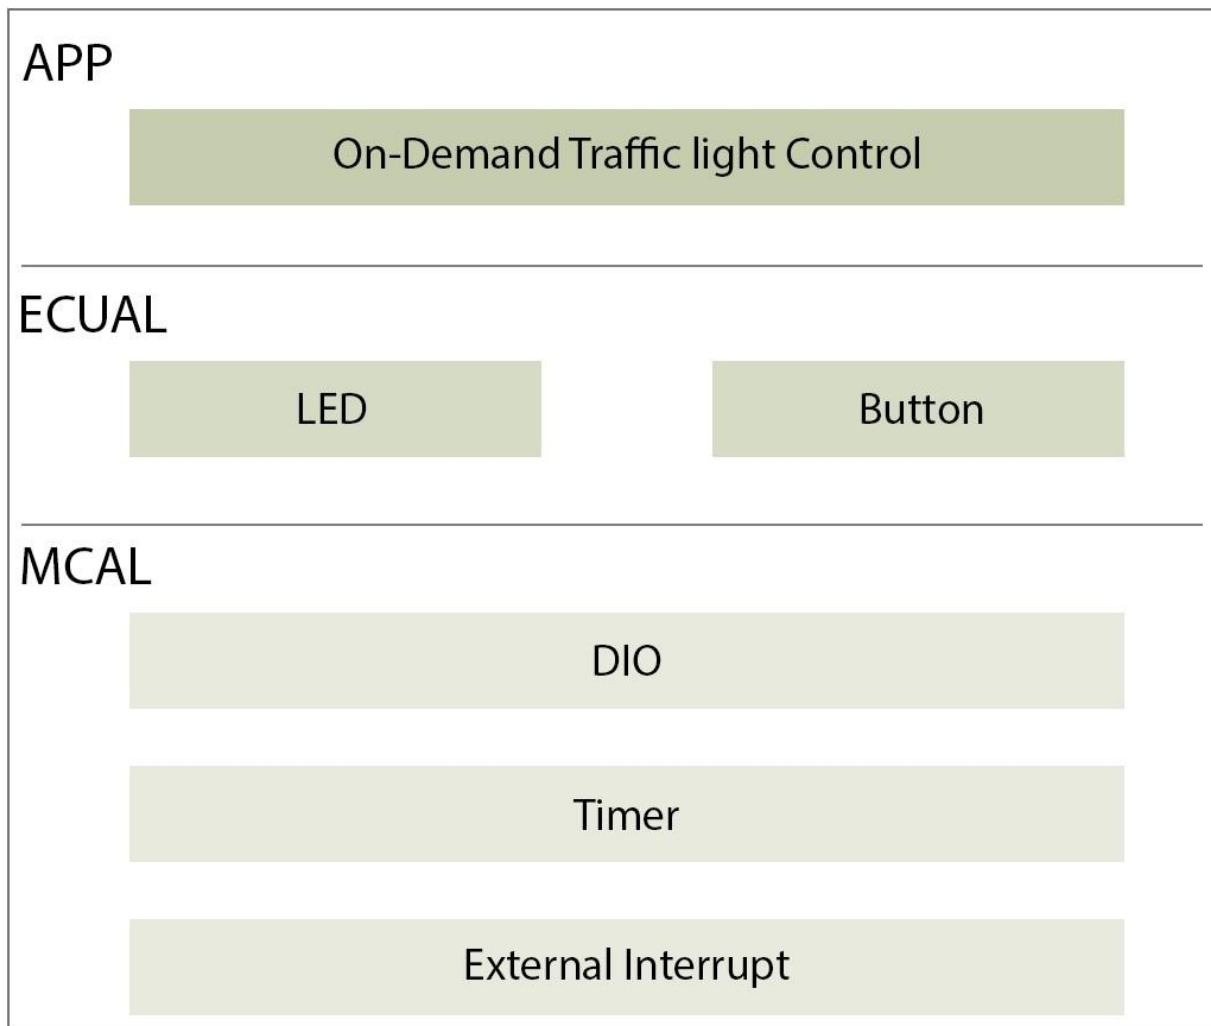 APP
On-Demand Traffic light Control
ECUAL
LED
Button
MCAL
DIO
Timer
External Interrupt